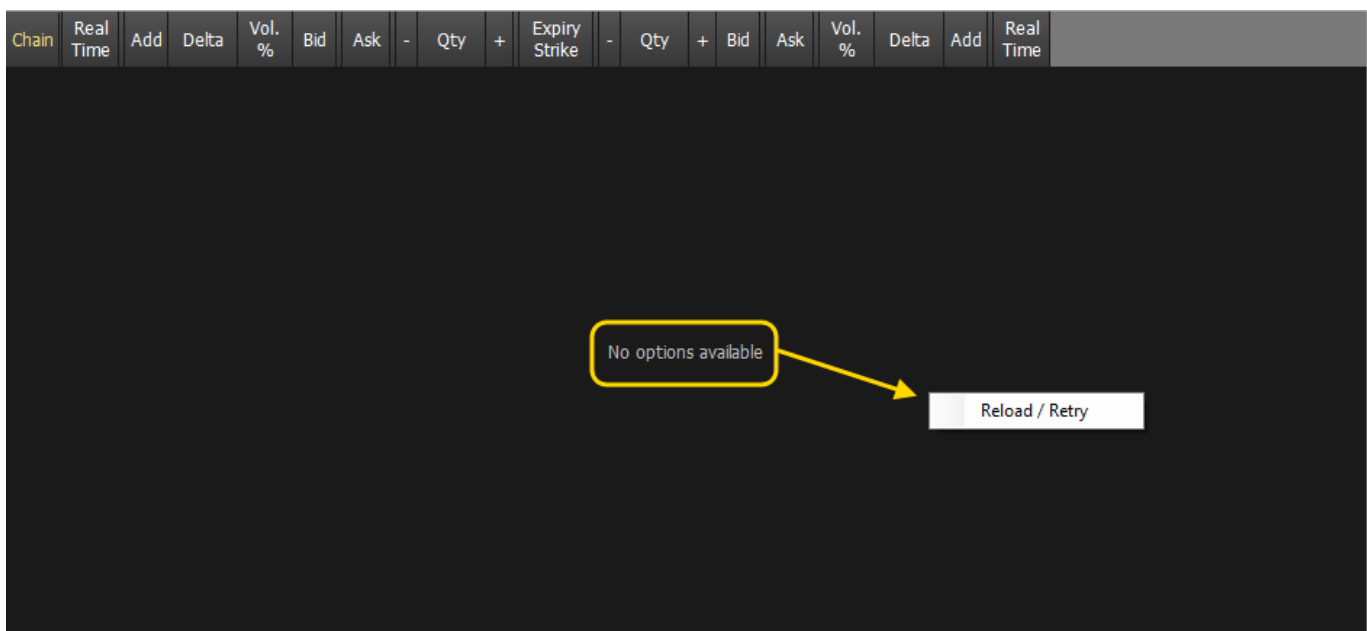 Chain Real Time Add Delta Vol. % Bid Ask - Qty + Expiry Strike - Qty + Bid Ask Vol. % Delta Add Real Time
No options available
Reload / Retry